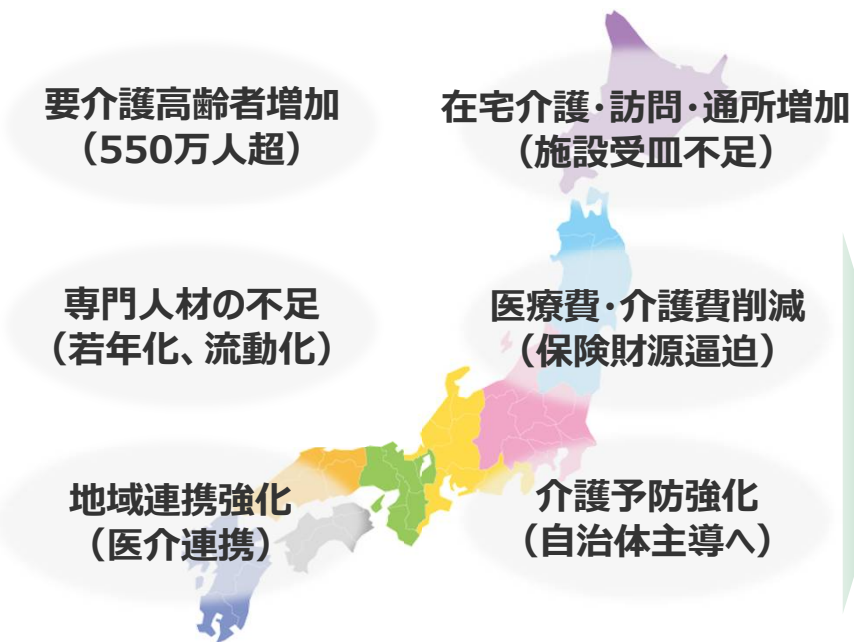 要介護高齢者増加
（550万人超）
在宅介護・訪問・通所増加
（施設受皿不足）
専門人材の不足
（若年化、流動化）
医療費・介護費削減
（保険財源逼迫）
地域連携強化
（医介連携）
介護予防強化
（自治体主導へ）